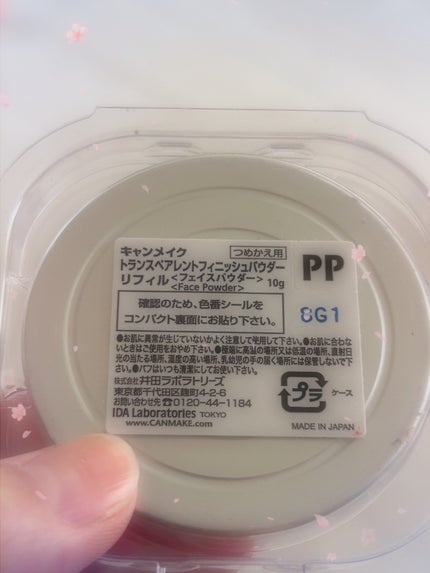 キャンメイク つめかえ用
トランスペアレントフィニッシュパウダー
リフィル <フェイスパウダー> 10g
<Face Powder>
PP
確認のため、色番シールを
コンパクト裏面にお貼り下さい。
8G1
●お肌に異常が生じていないかよく注意して使用して下さい。●お肌に合わ
ないときはご使用をおやめ下さい。●極端に高温の場所又は低温の場所、直射日
光の当たる場所、湿度の高い場所、乳幼児の手の届く場所には保管しないで下
さい。●パフはいつも清潔にしてお使い下さい。
株式会社 井田ラボラトリーズ
東京都千代田区麹町4-2-6
お問い合わせ先☎0120-44-1184
IDA Laboratories TOKYO
www.CANMAKE.com
プラ ケース
MADE IN JAPAN